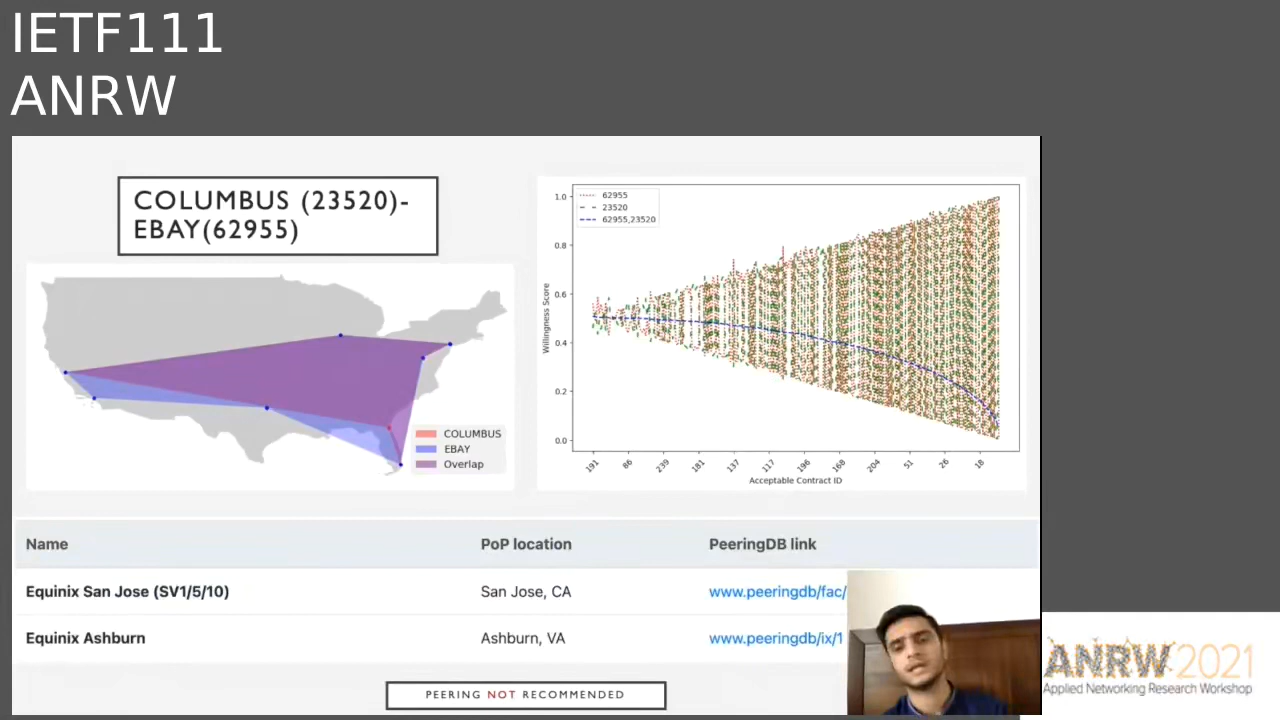 IETF111
ANRW
COLUMBUS (23520)-
EBAY(62955)
COLUMBUS
EBAY
Overlap
62955
23520
62955,23520
1.0
0.8
0.6
0.4
0.2
0.0
Willingness Score
191 86 239 181 137 117 196 168 204 51 26 18
Acceptable Contract ID
Name PoP location PeeringDB link
Equinix San Jose (SV1/5/10) San Jose, CA www.peeringdb/fac/
Equinix Ashburn Ashburn, VA www.peeringdb/ix/1
PEERING NOT RECOMMENDED
ANRW 2021
Applied Networking Research Workshop